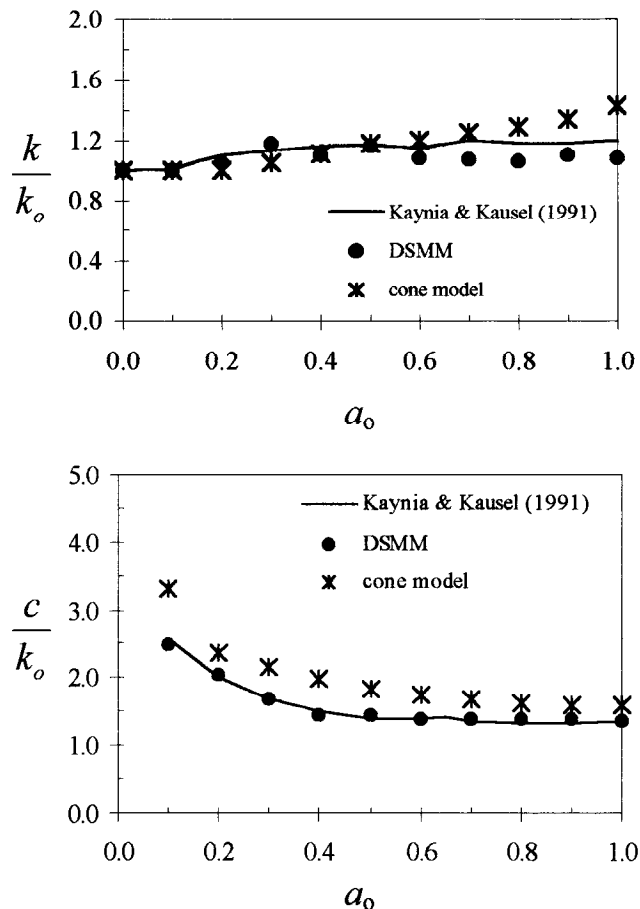 2.0
1.6
1.2
0.8
0.4
0.0
k
k_o
Kaynia & Kausel (1991)
DSMM
cone model
0.0 0.2 0.4 0.6 0.8 1.0
a_o
5.0
4.0
3.0
2.0
1.0
0.0
c
k_o
Kaynia & Kausel (1991)
DSMM
cone model
0.0 0.2 0.4 0.6 0.8 1.0
a_o